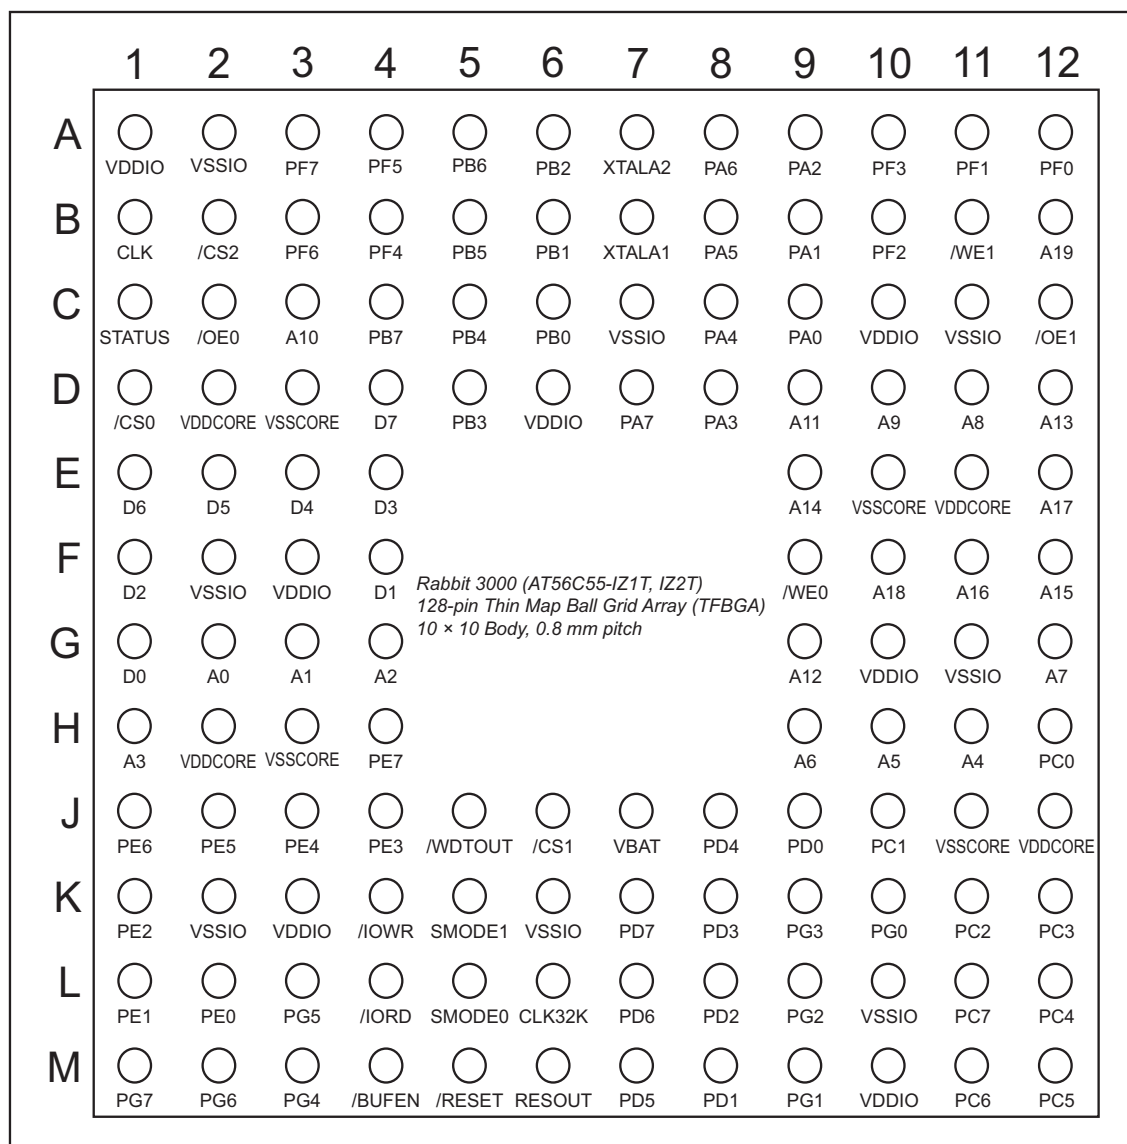 1 2 3 4 5 6 7 8 9 10 11 12
A
VDDIO VSSIO PF7 PF5 PB6 PB2 XTALA2 PA6 PA2 PF3 PF1 PF0
B
CLK /CS2 PF6 PF4 PB5 PB1 XTALA1 PA5 PA1 PF2 /WE1 A19
C
STATUS /OE0 A10 PB7 PB4 PB0 VSSIO PA4 PA0 VDDIO VSSIO /OE1
D
/CS0 VDDCORE VSSCORE D7 PB3 VDDIO PA7 PA3 A11 A9 A8 A13
E
D6 D5 D4 D3 A14 VSSCORE VDDCORE A17
F
D2 VSSIO VDDIO D1 /WE0 A18 A16 A15
Rabbit 3000 (AT56C55-IZ1T, IZ2T)
128-pin Thin Map Ball Grid Array (TFBGA)
10 × 10 Body, 0.8 mm pitch
G
D0 A0 A1 A2 A12 VDDIO VSSIO A7
H
A3 VDDCORE VSSCORE PE7 A6 A5 A4 PC0
J
PE6 PE5 PE4 PE3 /WDTOUT /CS1 VBAT PD4 PD0 PC1 VSSCORE VDDCORE
K
PE2 VSSIO VDDIO /IOWR SMODE1 VSSIO PD7 PD3 PG3 PG0 PC2 PC3
L
PE1 PE0 PG5 /IORD SMODE0 CLK32K PD6 PD2 PG2 VSSIO PC7 PC4
M
PG7 PG6 PG4 /BUFEN /RESET RESOUT PD5 PD1 PG1 VDDIO PC6 PC5